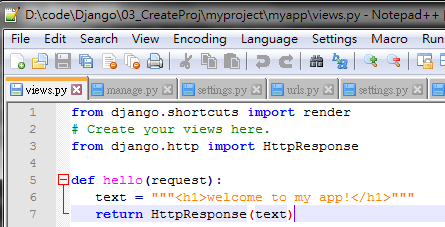 D:\code\Django\03_CreateProj\myproject\myapp\views.py - Notepad++
File Edit Search View Encoding Language Settings Macro Run
views.py manage.py settings.py urls.py settings.py
1 from django.shortcuts import render
2 # Create your views here.
3 from django.http import HttpResponse
4
5 def hello(request):
6 text = """<h1>welcome to my app!</h1>"""
7 return HttpResponse(text)